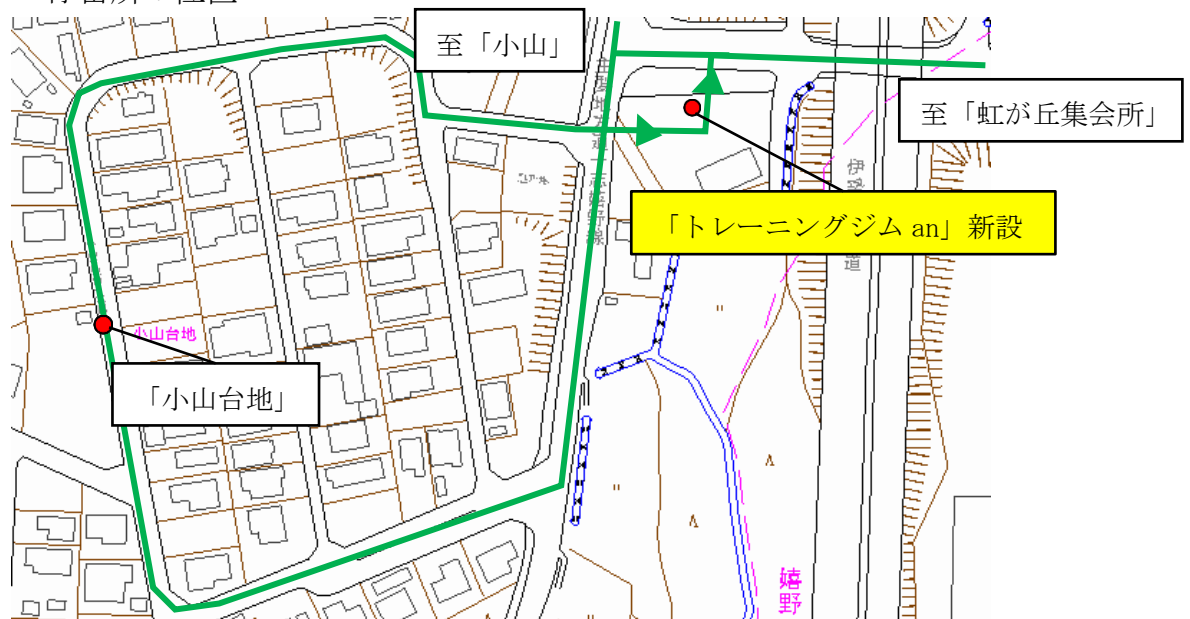 至「小山」
至「虹が丘集会所」
「トレーニングジム an」新設
小山台地
「小山台地」
嬉野